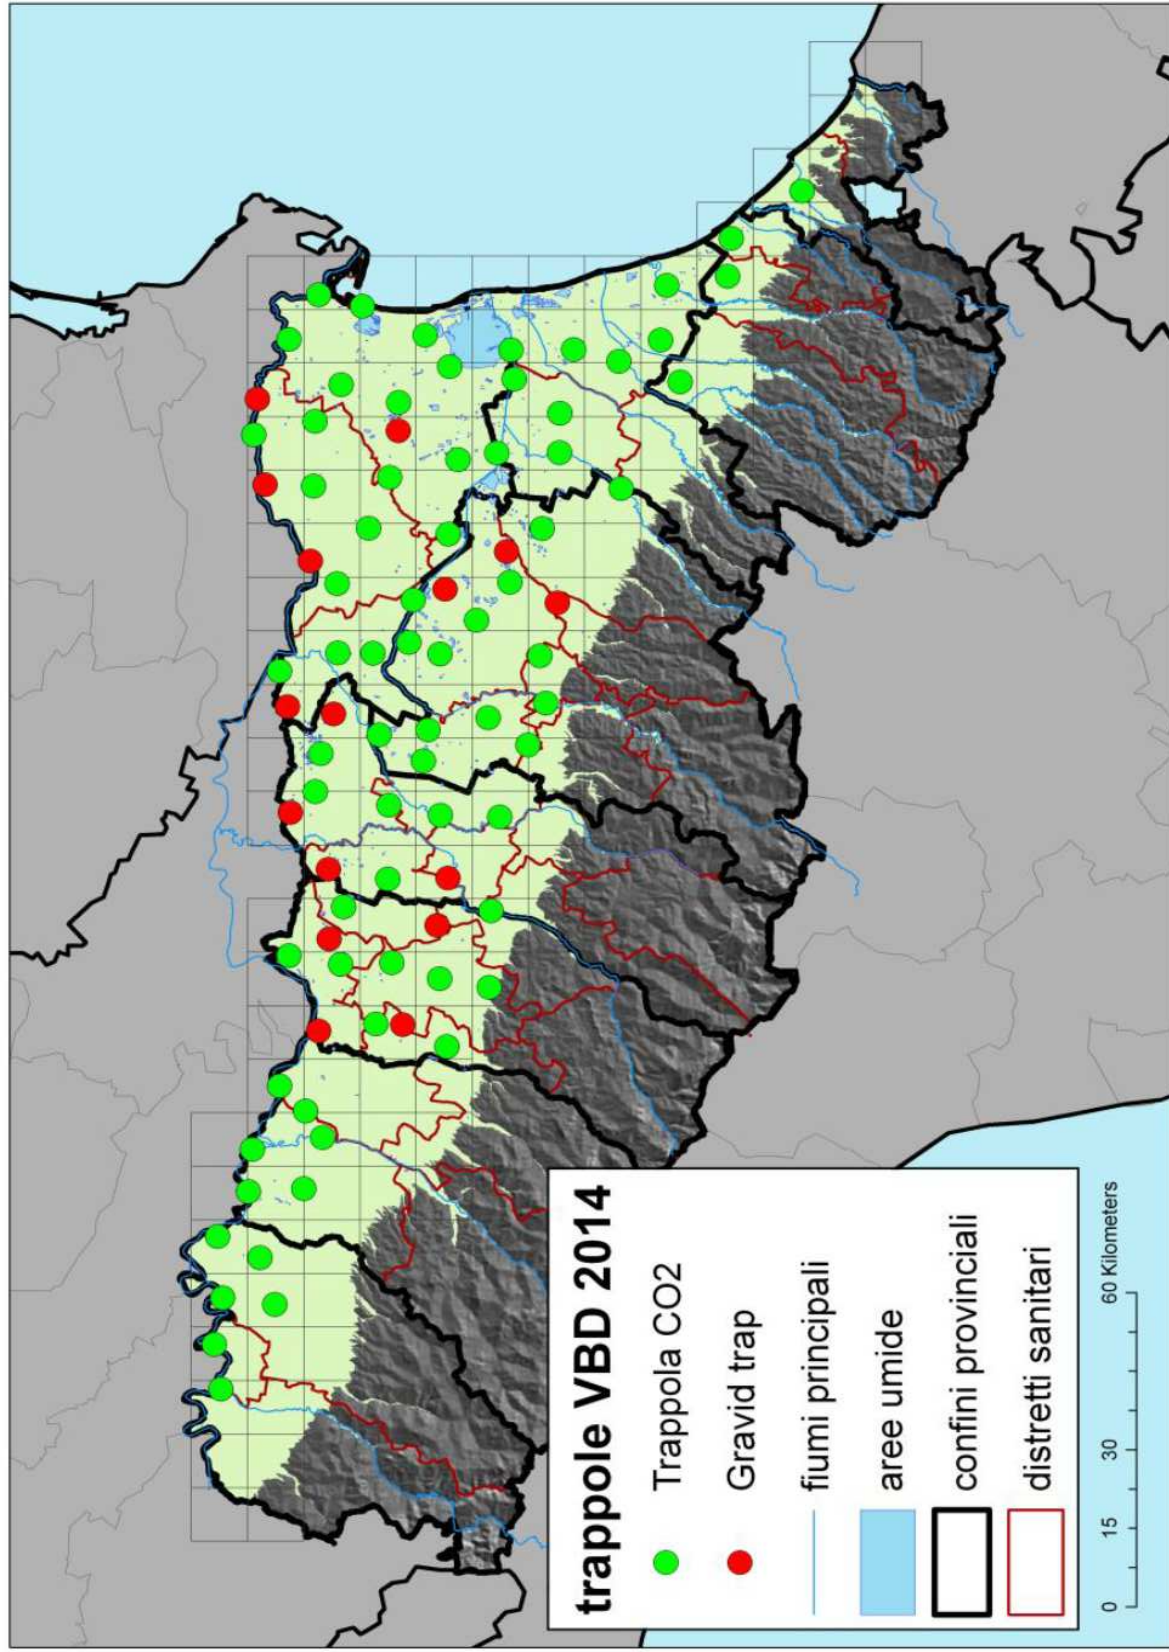 trappole VBD 2014
Trappola CO2
Gravid trap
fiumi principali
aree umide
confini provinciali
distretti sanitari
0 15 30 60 Kilometers